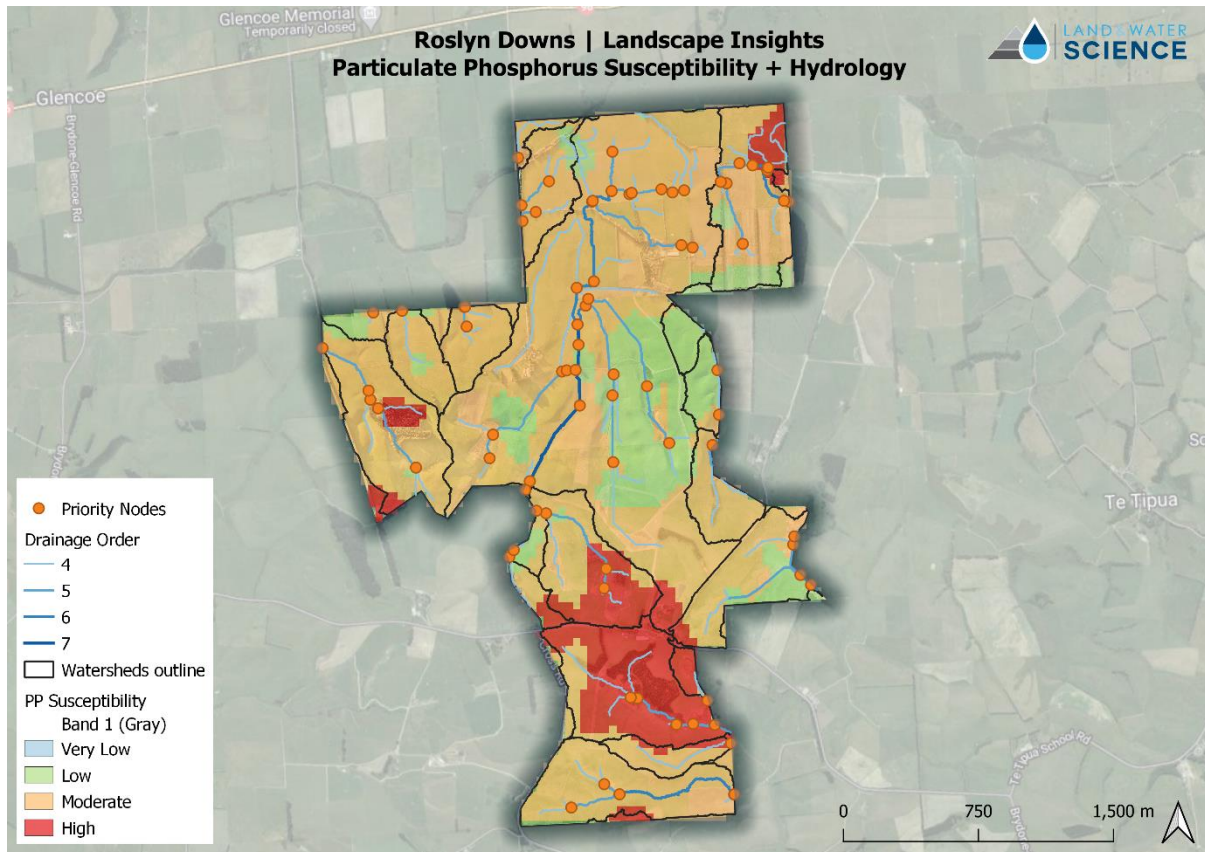 Glencoe Memorial
Temporarily closed
Roslyn Downs | Landscape Insights
Particulate Phosphorus Susceptibility + Hydrology
LAND & WATER
SCIENCE
Glencoe
Brydone Glencoe Rd
Te Tipua
Te Tipua School Rd
Priority Nodes
Drainage Order
4
5
6
7
Watersheds outline
PP Susceptibility
Band 1 (Gray)
Very Low
Low
Moderate
High
0 750 1,500 m